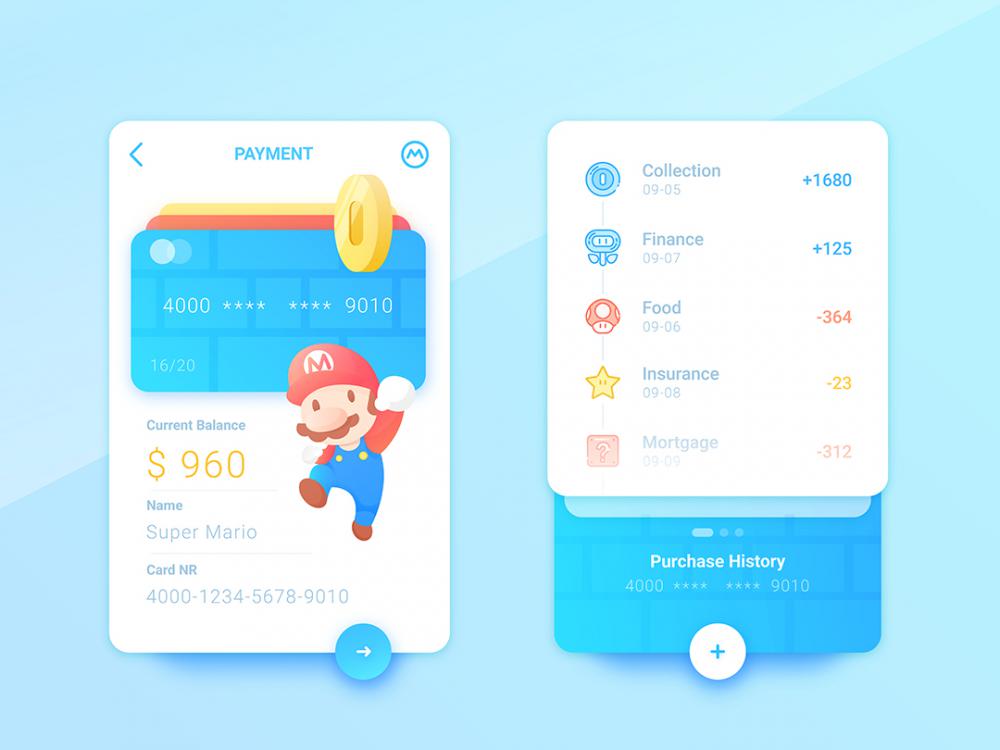 PAYMENT
M
4000 **** **** 9010
16/20
M
Current Balance
$ 960
Name
Super Mario
Card NR
4000-1234-5678-9010
Collection
09-05
+1680
Finance
09-07
+125
Food
09-06
-364
Insurance
09-08
-23
?
Mortgage
09-09
-312
Purchase History
4000 **** **** 9010
+